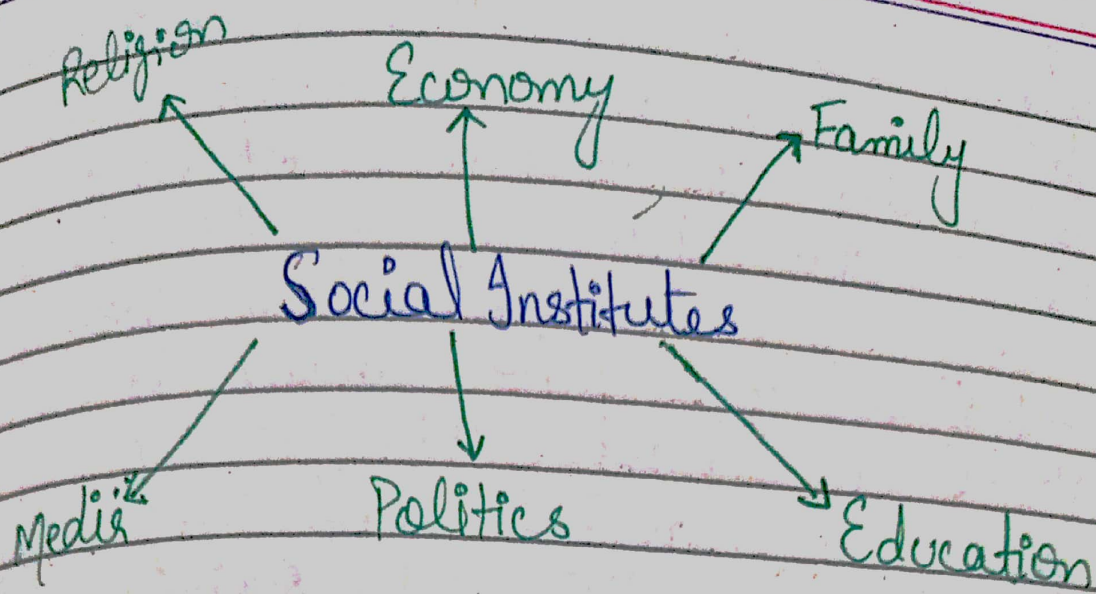 Religion
Economy
Family
Social Institutes
Media
Politics
Education